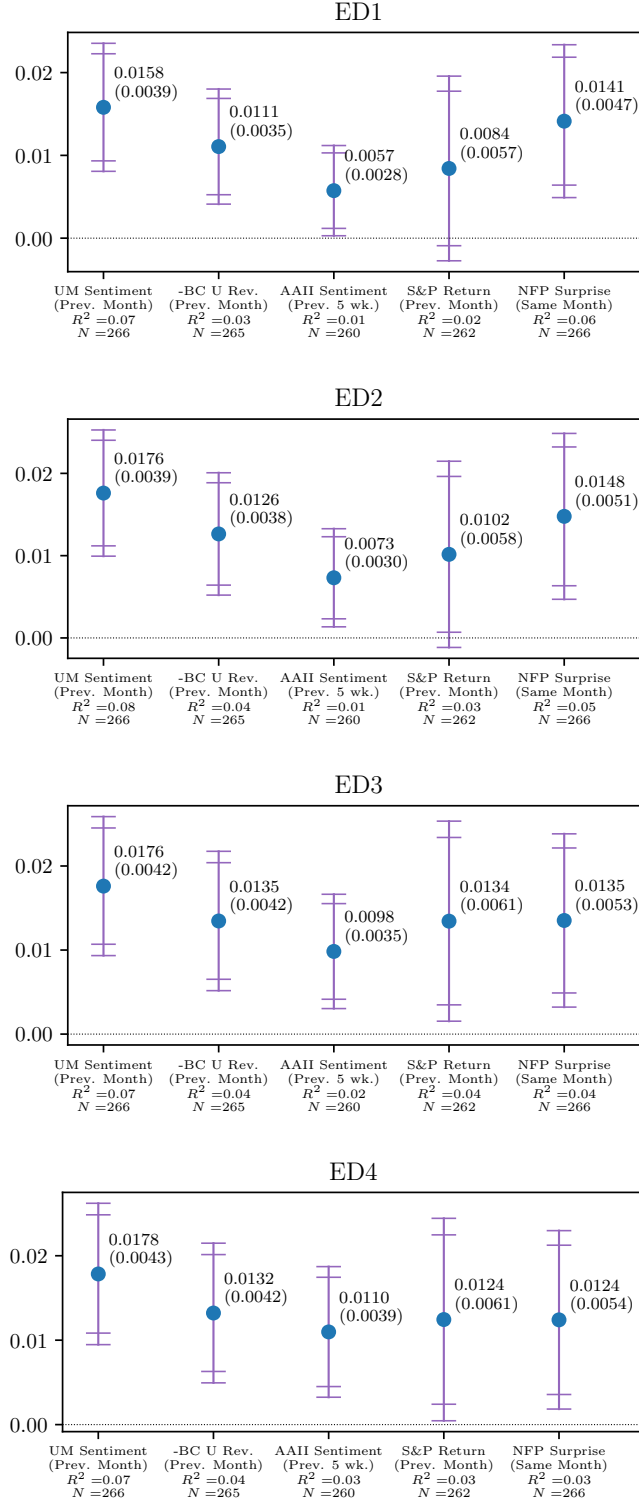 ED1
0.02
0.01
0.00
0.0158
(0.0039)
0.0111
(0.0035)
0.0057
(0.0028)
0.0084
(0.0057)
0.0141
(0.0047)
UM Sentiment
(Prev. Month)
R² =0.07
N =266
-BC U Rev.
(Prev. Month)
R² =0.03
N =265
AAII Sentiment
(Prev. 5 wk.)
R² =0.01
N =260
S&P Return
(Prev. Month)
R² =0.02
N =262
NFP Surprise
(Same Month)
R² =0.06
N =266
ED2
0.02
0.01
0.00
0.0176
(0.0039)
0.0126
(0.0038)
0.0073
(0.0030)
0.0102
(0.0058)
0.0148
(0.0051)
UM Sentiment
(Prev. Month)
R² =0.08
N =266
-BC U Rev.
(Prev. Month)
R² =0.04
N =265
AAII Sentiment
(Prev. 5 wk.)
R² =0.01
N =260
S&P Return
(Prev. Month)
R² =0.03
N =262
NFP Surprise
(Same Month)
R² =0.05
N =266
ED3
0.02
0.01
0.00
0.0176
(0.0042)
0.0135
(0.0042)
0.0098
(0.0035)
0.0134
(0.0061)
0.0135
(0.0053)
UM Sentiment
(Prev. Month)
R² =0.07
N =266
-BC U Rev.
(Prev. Month)
R² =0.04
N =265
AAII Sentiment
(Prev. 5 wk.)
R² =0.02
N =260
S&P Return
(Prev. Month)
R² =0.04
N =262
NFP Surprise
(Same Month)
R² =0.04
N =266
ED4
0.02
0.01
0.00
0.0178
(0.0043)
0.0132
(0.0042)
0.0110
(0.0039)
0.0124
(0.0061)
0.0124
(0.0054)
UM Sentiment
(Prev. Month)
R² =0.07
N =266
-BC U Rev.
(Prev. Month)
R² =0.04
N =265
AAII Sentiment
(Prev. 5 wk.)
R² =0.03
N =260
S&P Return
(Prev. Month)
R² =0.03
N =262
NFP Surprise
(Same Month)
R² =0.03
N =266